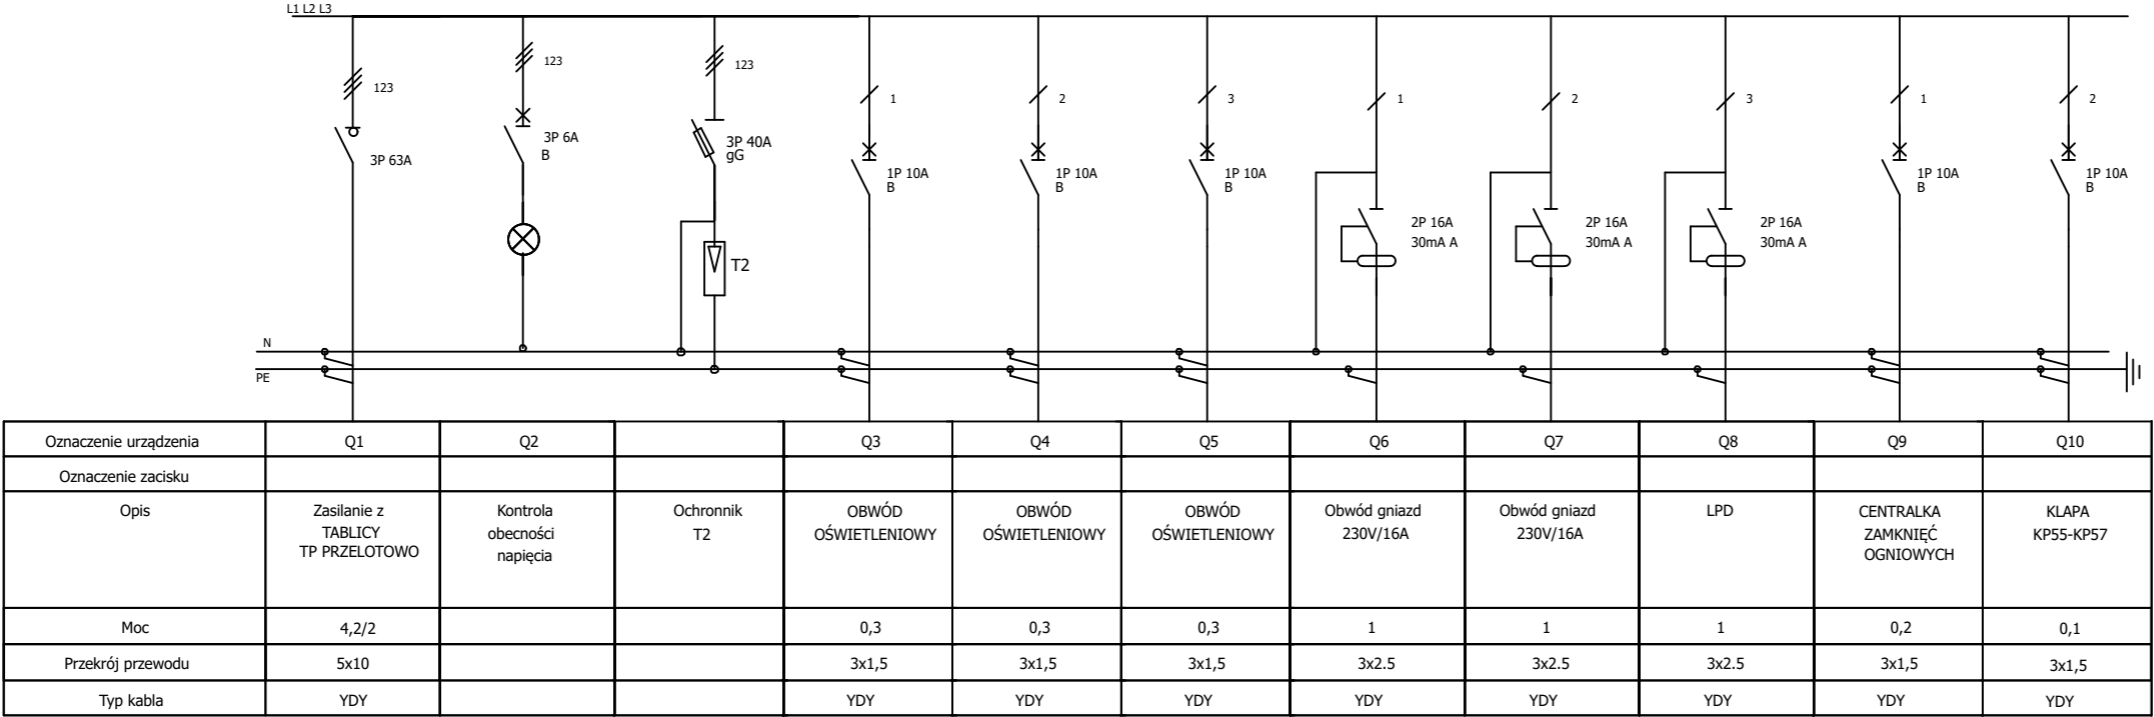 L1 L2 L3
123
123
123
1
2
3
1
2
3
1
2
3P 63A
3P 6A
B
3P 40A
gG
1P 10A
B
1P 10A
B
1P 10A
B
2P 16A
30mA A
2P 16A
30mA A
2P 16A
30mA A
1P 10A
B
1P 10A
B
T2
N
PE
Oznaczenie urządzenia Q1 Q2 Q3 Q4 Q5 Q6 Q7 Q8 Q9 Q10
Oznaczenie zacisku
Opis
Zasilanie z
TABLICY
TP PRZELOTOWO
Kontrola
obecności
napięcia
Ochronnik
T2
OBWÓD
OŚWIETLENIOWY
OBWÓD
OŚWIETLENIOWY
OBWÓD
OŚWIETLENIOWY
Obwód gniazd
230V/16A
Obwód gniazd
230V/16A
LPD
CENTRALKA
ZAMKNIĘĆ
OGNIOWYCH
KLAPA
KP55-KP57
Moc 4,2/2 0,3 0,3 0,3 1 1 1 0,2 0,1
Przekrój przewodu 5x10 3x1,5 3x1,5 3x1,5 3x2.5 3x2.5 3x2.5 3x1,5 3x1,5
Typ kabla YDY YDY YDY YDY YDY YDY YDY YDY YDY